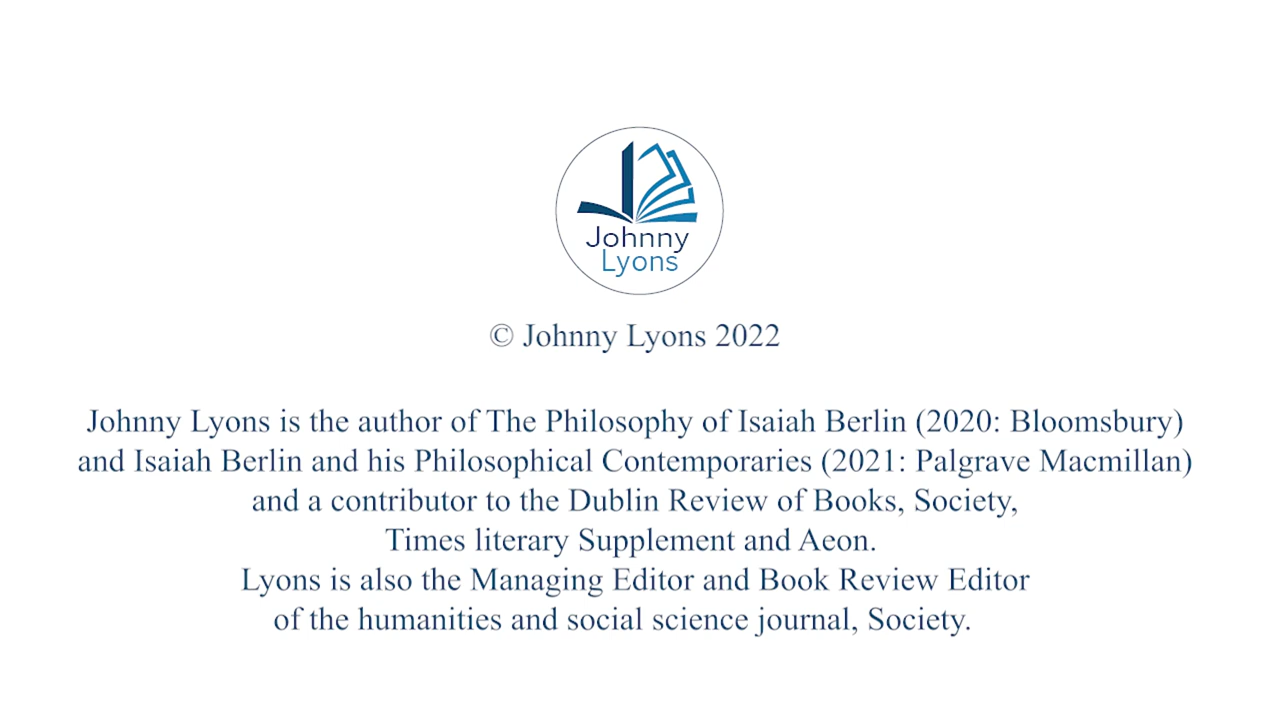 Johnny
Lyons
© Johnny Lyons 2022
Johnny Lyons is the author of The Philosophy of Isaiah Berlin (2020: Bloomsbury)
and Isaiah Berlin and his Philosophical Contemporaries (2021: Palgrave Macmillan)
and a contributor to the Dublin Review of Books, Society,
Times literary Supplement and Aeon.
Lyons is also the Managing Editor and Book Review Editor
of the humanities and social science journal, Society.